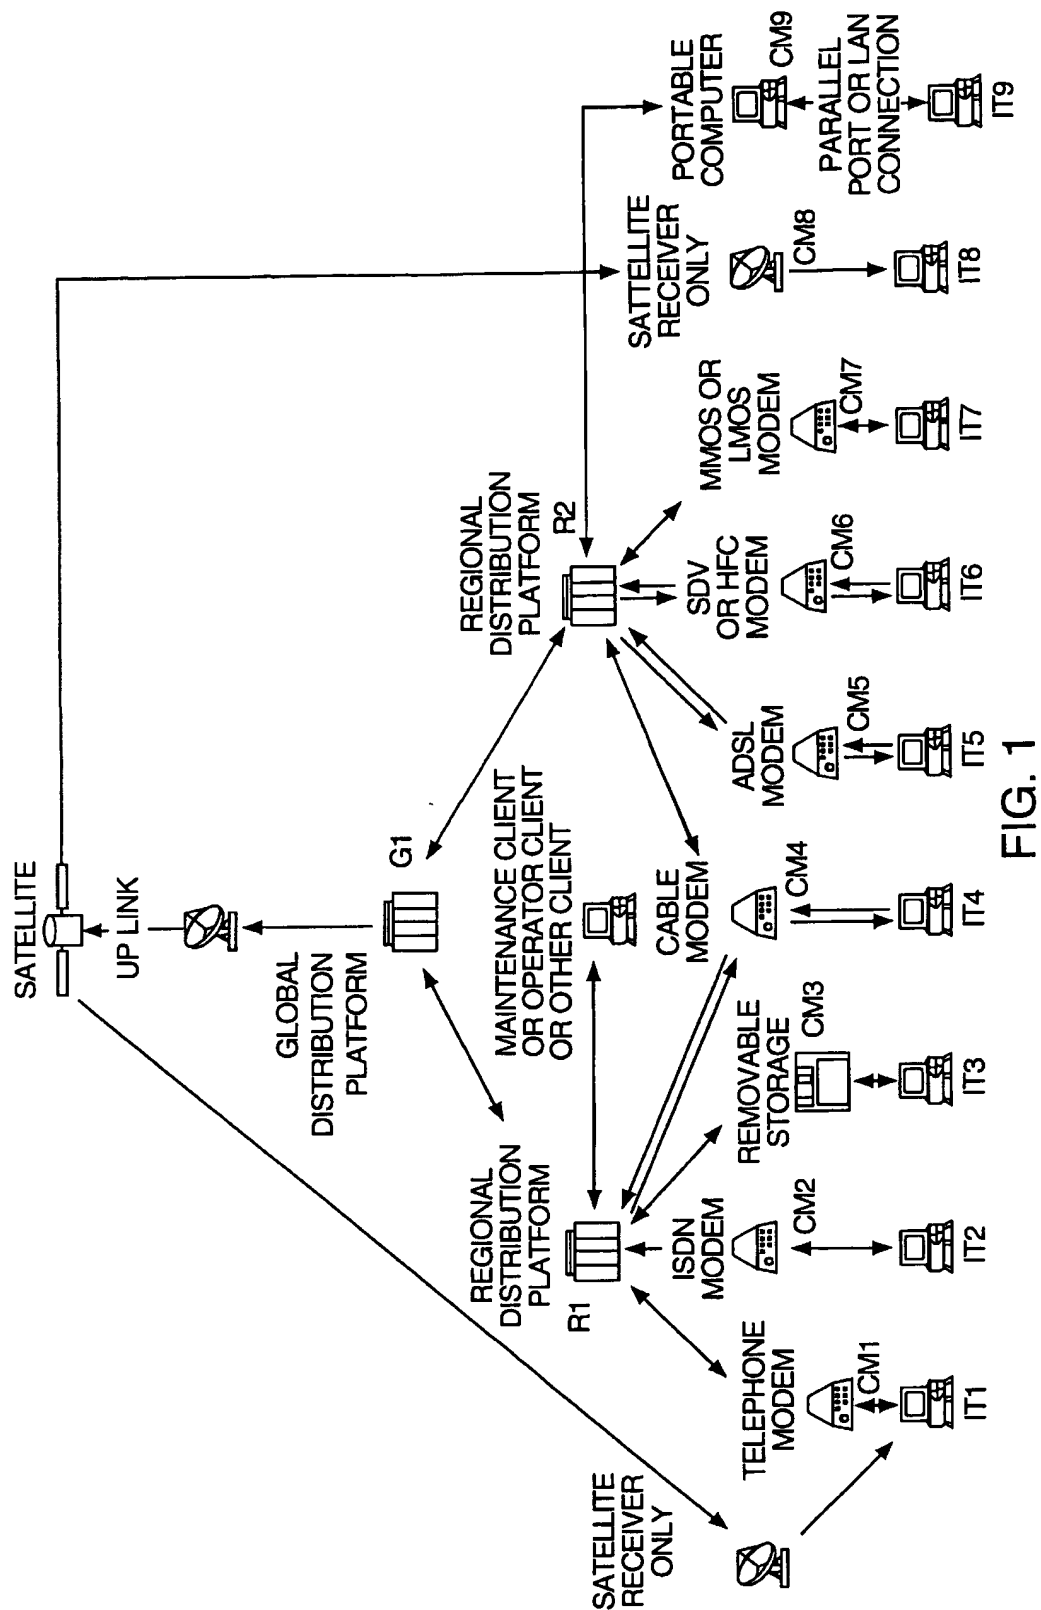 SATELLITE
UP LINK
GLOBAL
DISTRIBUTION
PLATFORM
G1
REGIONAL
DISTRIBUTION
PLATFORM
R1
MAINTENANCE CLIENT
OR OPERATOR CLIENT
OR OTHER CLIENT
REGIONAL
DISTRIBUTION
PLATFORM
R2
SATELLITE
RECEIVER
ONLY
TELEPHONE
MODEM
CM1
IT1
ISDN
MODEM
CM2
IT2
REMOVABLE
STORAGE
CM3
IT3
CABLE
MODEM
CM4
IT4
ADSL
MODEM
CM5
IT5
SDV
OR HFC
MODEM
CM6
IT6
MMOS OR
LMOS
MODEM
CM7
IT7
SATTELLITE
RECEIVER
ONLY
CM8
IT8
PORTABLE
COMPUTER
CM9
PARALLEL
PORT OR LAN
CONNECTION
IT9
FIG. 1